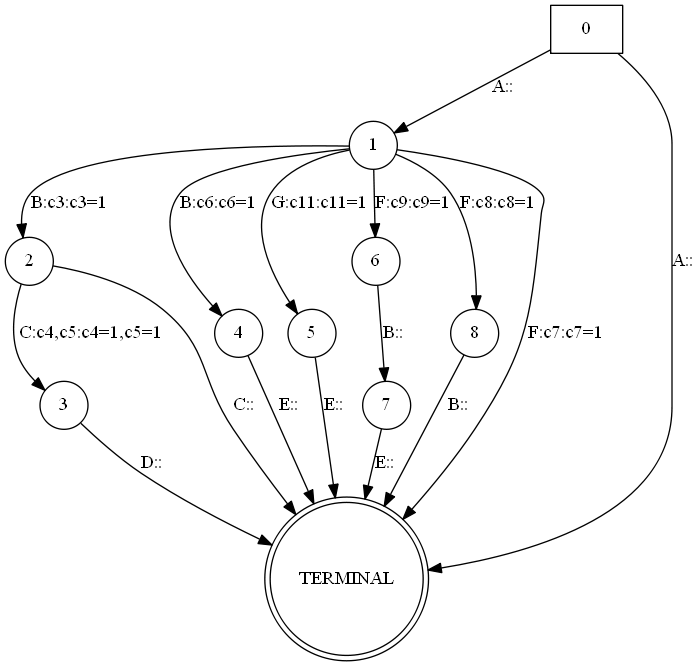 0
A::
1
B:c3:c3=1
B:c6:c6=1
G:c11:c11=1
F:c9:c9=1
F:c8:c8=1
2
6
A::
C:c4,c5:c4=1,c5=1
4
5
B::
8
F:c7:c7=1
3
C::
E::
E::
7
B::
D::
E::
TERMINAL